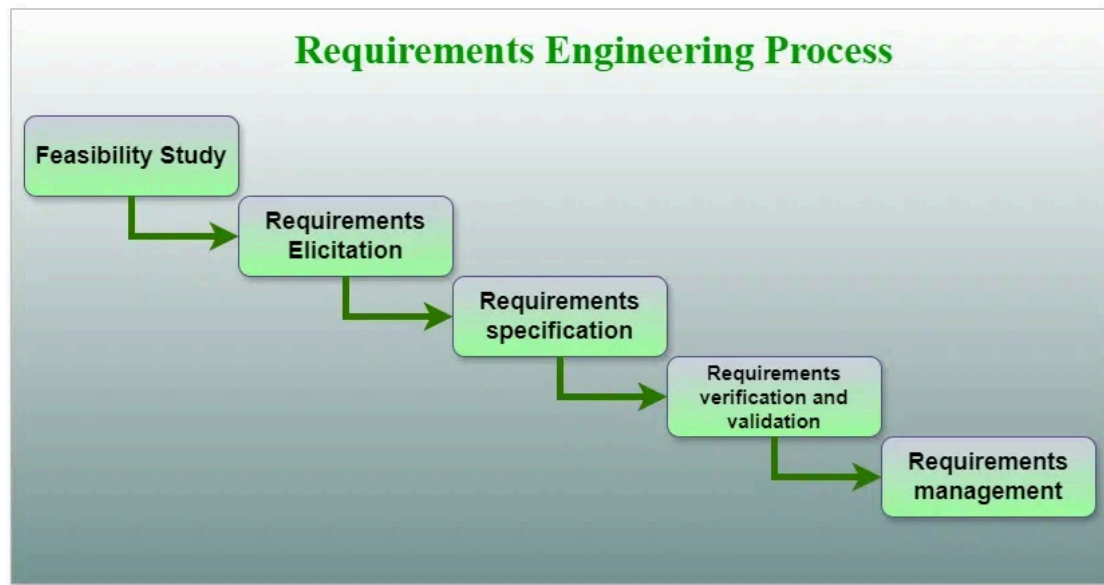 Requirements Engineering Process
Feasibility Study
Requirements
Elicitation
Requirements
specification
Requirements
verification and
validation
Requirements
management